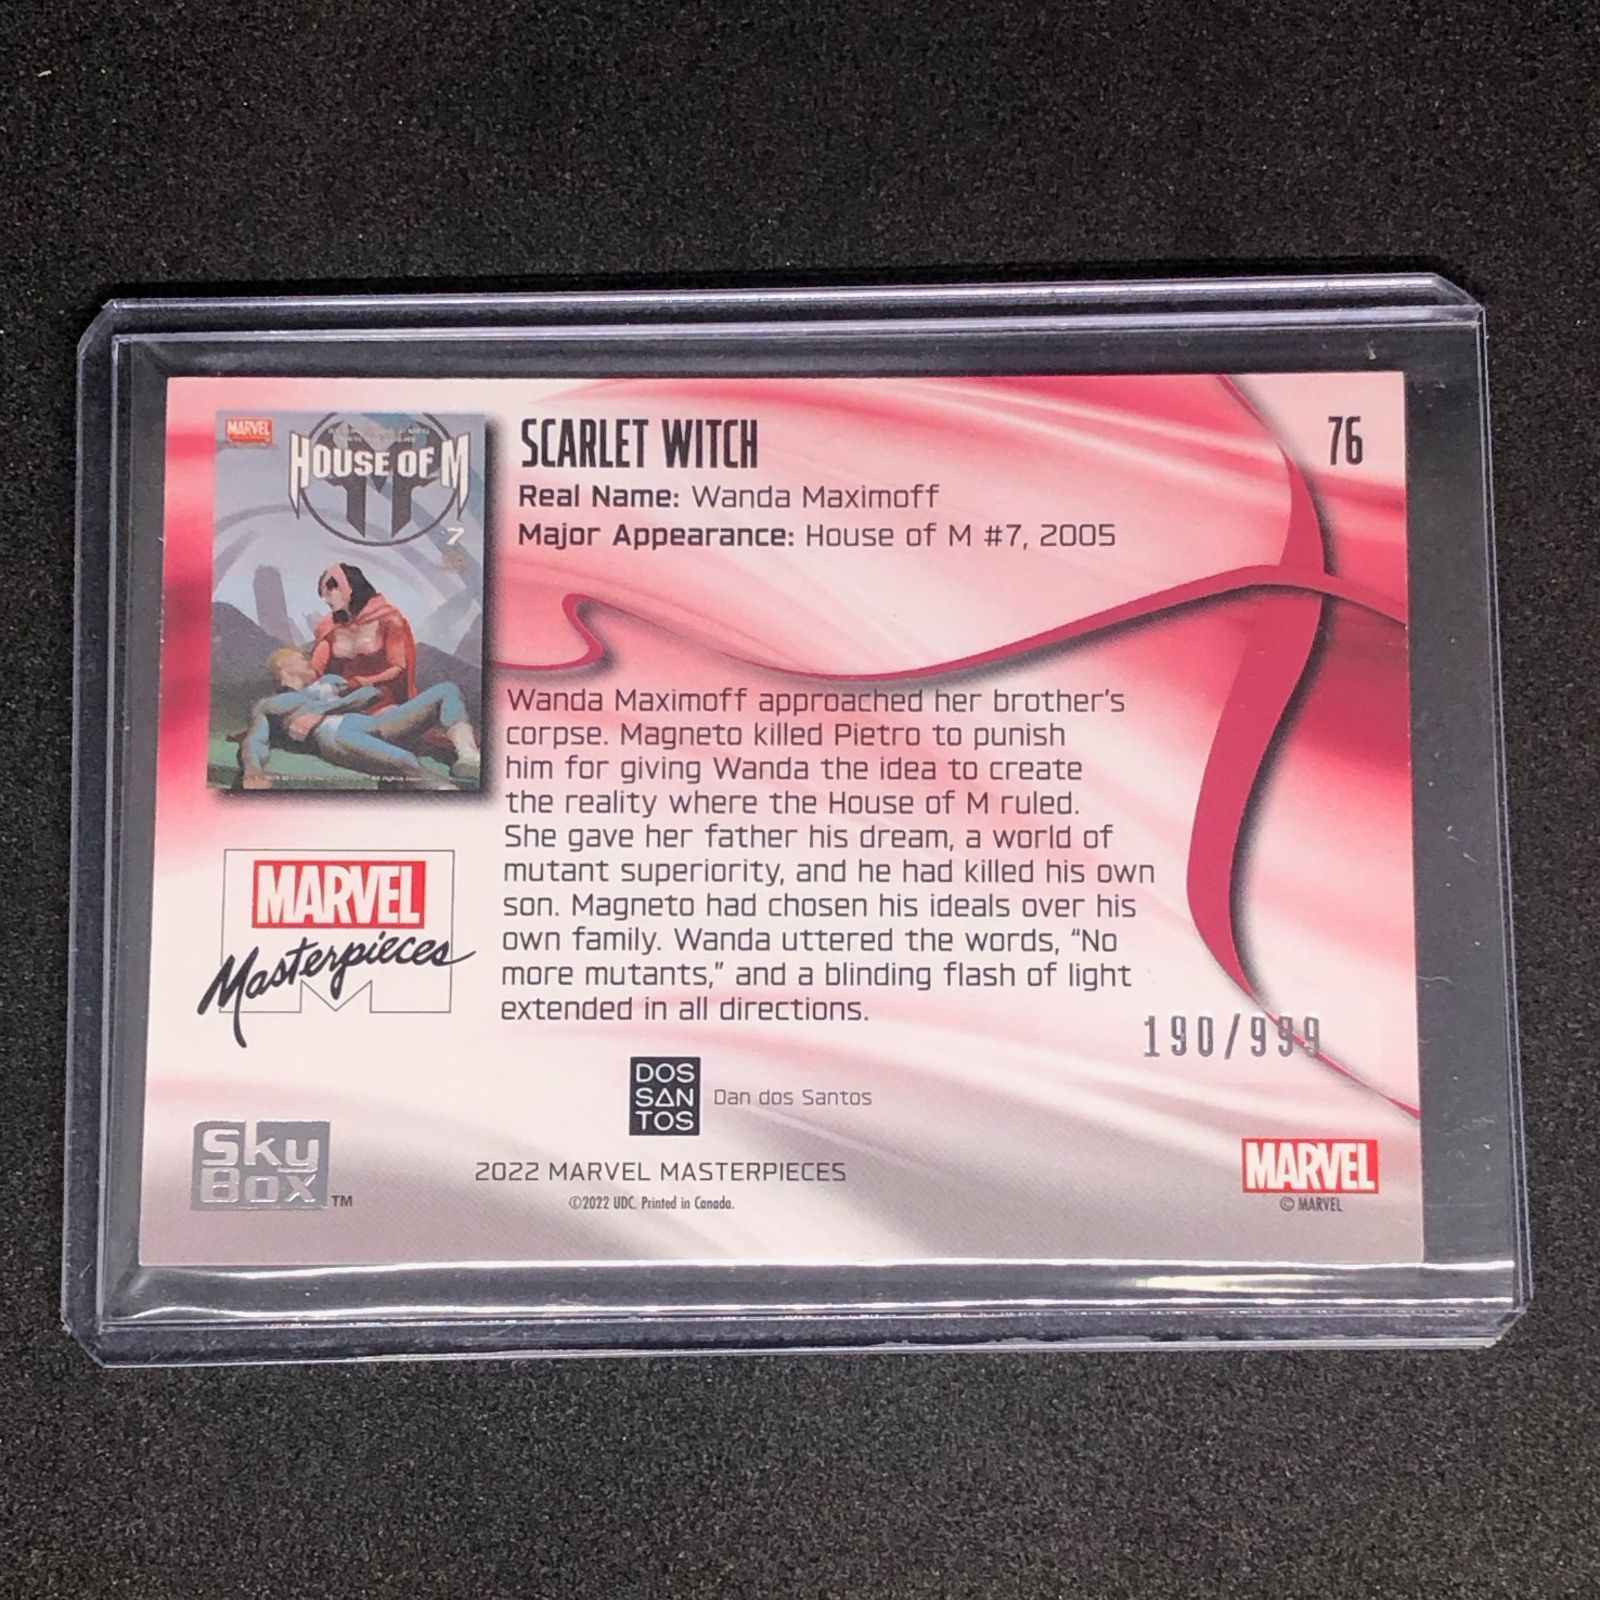 SCARLET WITCH
76
Real Name: Wanda Maximoff
Major Appearance: House of M #7, 2005
MARVEL
HOUSE OF M
7
Wanda Maximoff approached her brother's
corpse. Magneto killed Pietro to punish
him for giving Wanda the idea to create
the reality where the House of M ruled.
She gave her father his dream, a world of
mutant superiority, and he had killed his own
son. Magneto had chosen his ideals over his
own family. Wanda uttered the words, “No
more mutants,” and a blinding flash of light
extended in all directions.
MARVEL
Masterpieces
190/999
DOS
SAN
TOS
Dan dos Santos
Sky
Box ™
2022 MARVEL MASTERPIECES
©2022 UDC. Printed in Canada.
MARVEL
© MARVEL